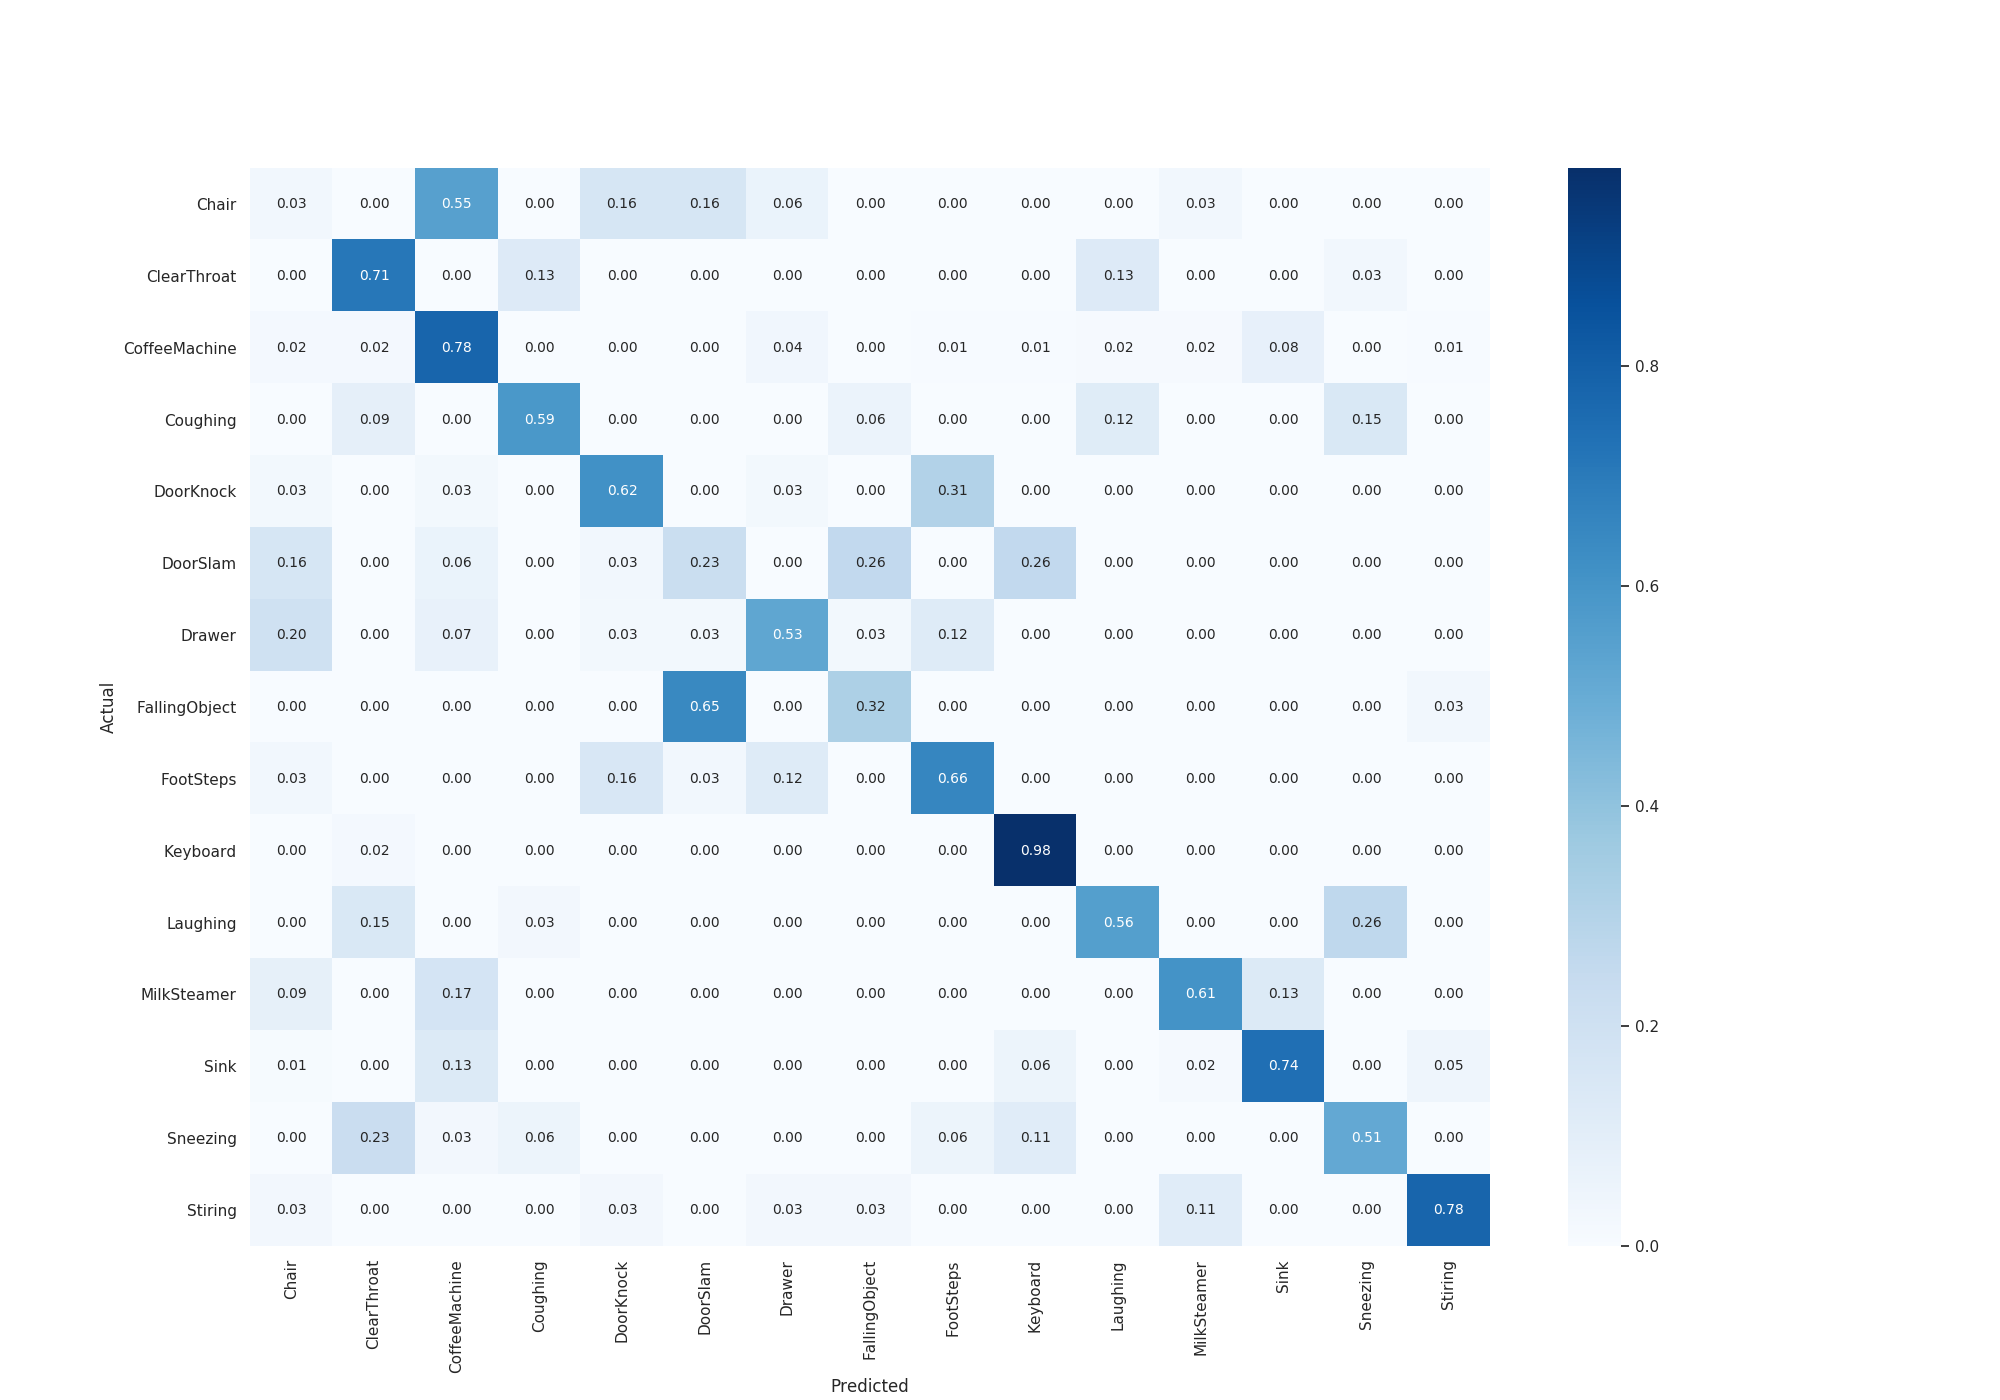 Chair 0.03 0.00 0.55 0.00 0.16 0.16 0.06 0.00 0.00 0.00 0.00 0.03 0.00 0.00 0.00
ClearThroat 0.00 0.71 0.00 0.13 0.00 0.00 0.00 0.00 0.00 0.00 0.13 0.00 0.00 0.03 0.00
CoffeeMachine 0.02 0.02 0.78 0.00 0.00 0.00 0.04 0.00 0.01 0.01 0.02 0.02 0.08 0.00 0.01
0.8
Coughing 0.00 0.09 0.00 0.59 0.00 0.00 0.00 0.06 0.00 0.00 0.12 0.00 0.00 0.15 0.00
DoorKnock 0.03 0.00 0.03 0.00 0.62 0.00 0.03 0.00 0.31 0.00 0.00 0.00 0.00 0.00 0.00
DoorSlam 0.16 0.00 0.06 0.00 0.03 0.23 0.00 0.26 0.00 0.26 0.00 0.00 0.00 0.00 0.00
0.6
Drawer 0.20 0.00 0.07 0.00 0.03 0.03 0.53 0.03 0.12 0.00 0.00 0.00 0.00 0.00 0.00
Actual
FallingObject 0.00 0.00 0.00 0.00 0.00 0.65 0.00 0.32 0.00 0.00 0.00 0.00 0.00 0.00 0.03
FootSteps 0.03 0.00 0.00 0.00 0.16 0.03 0.12 0.00 0.66 0.00 0.00 0.00 0.00 0.00 0.00
0.4
Keyboard 0.00 0.02 0.00 0.00 0.00 0.00 0.00 0.00 0.00 0.98 0.00 0.00 0.00 0.00 0.00
Laughing 0.00 0.15 0.00 0.03 0.00 0.00 0.00 0.00 0.00 0.00 0.56 0.00 0.00 0.26 0.00
MilkSteamer 0.09 0.00 0.17 0.00 0.00 0.00 0.00 0.00 0.00 0.00 0.00 0.61 0.13 0.00 0.00
0.2
Sink 0.01 0.00 0.13 0.00 0.00 0.00 0.00 0.00 0.00 0.06 0.00 0.02 0.74 0.00 0.05
Sneezing 0.00 0.23 0.03 0.06 0.00 0.00 0.00 0.00 0.06 0.11 0.00 0.00 0.00 0.51 0.00
Stiring 0.03 0.00 0.00 0.00 0.03 0.00 0.03 0.03 0.00 0.00 0.00 0.11 0.00 0.00 0.78
0.0
Chair
ClearThroat
CoffeeMachine
Coughing
DoorKnock
DoorSlam
Drawer
FallingObject
FootSteps
Keyboard
Laughing
MilkSteamer
Sink
Sneezing
Stiring
Predicted